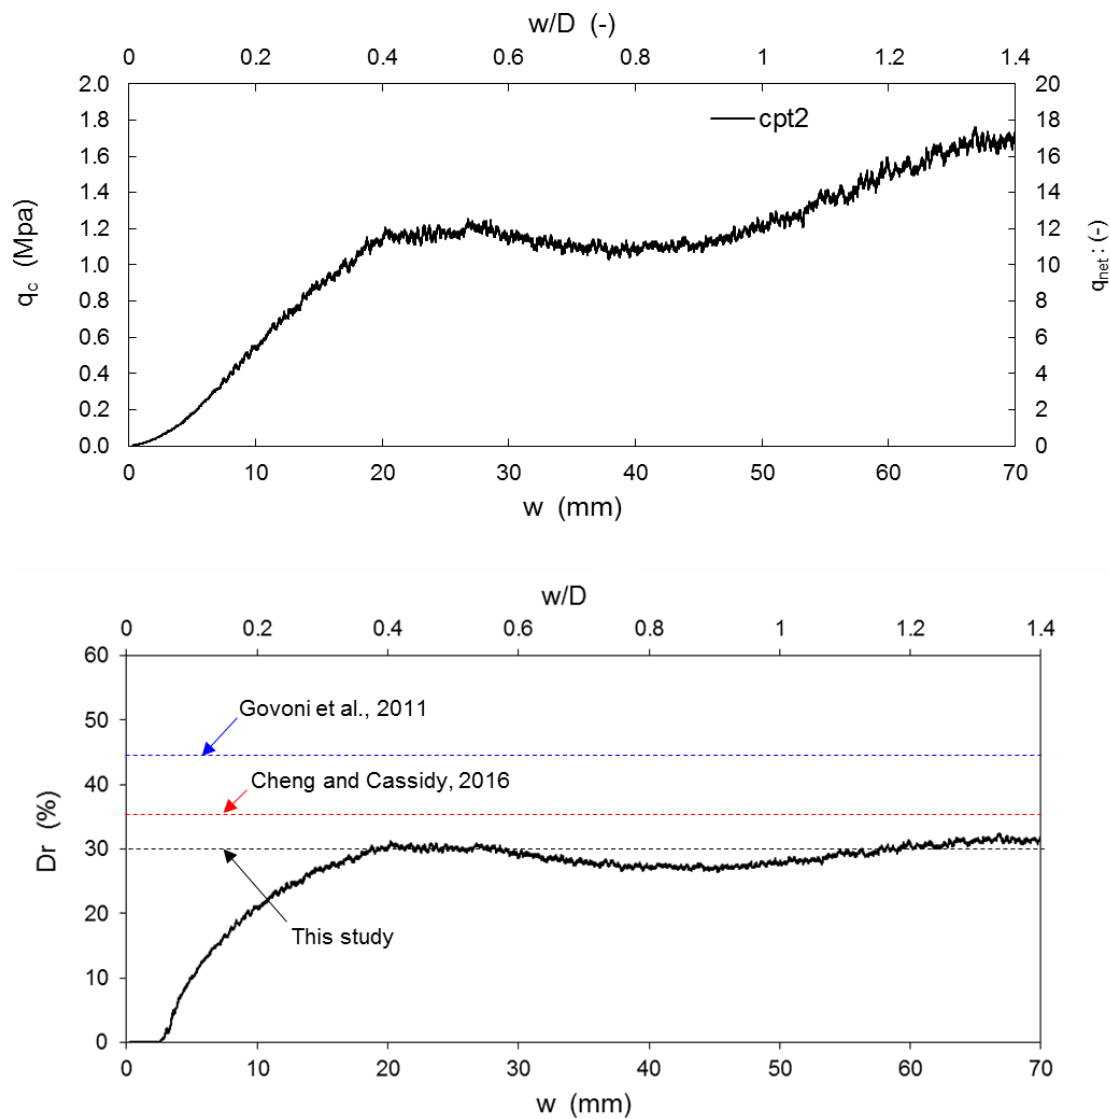 w/D (-)
0 0.2 0.4 0.6 0.8 1 1.2 1.4
2.0 20
1.8 cpt2 18
1.6 16
1.4 14
1.2 12
1.0 10
0.8 8
0.6 6
0.4 4
0.2 2
0.0 0
qc (Mpa)
qnet : (-)
0 10 20 30 40 50 60 70
w (mm)
w/D
0 0.2 0.4 0.6 0.8 1 1.2 1.4
60
50
40
30
20
10
0
Dr (%)
Govoni et al., 2011
Cheng and Cassidy, 2016
This study
0 10 20 30 40 50 60 70
w (mm)